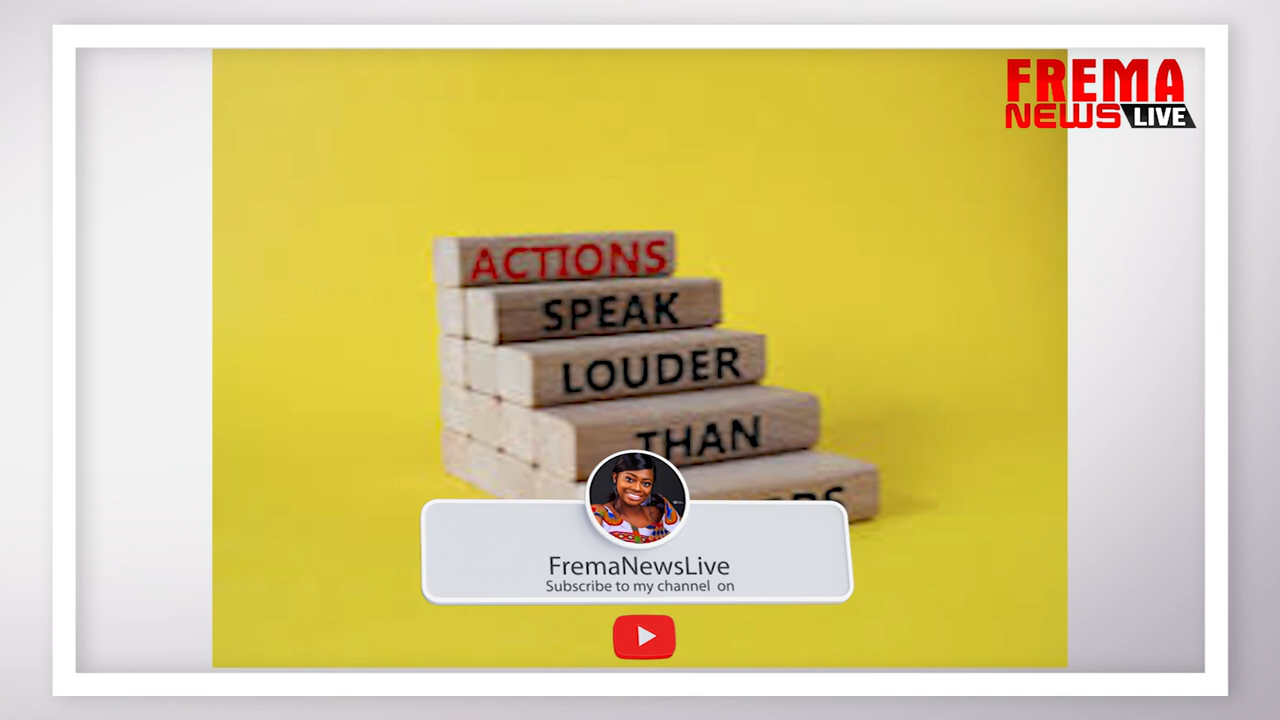 FREMA
NEWS LIVE
ACTIONS
SPEAK
LOUDER
THAN
FremaNewsLive
Subscribe to my channel on